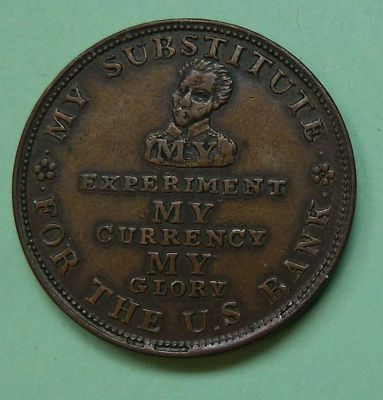 · MY SUBSTITUTE ·
· FOR THE U.S BANK ·
MY
EXPERIMENT
MY
CURRENCY
MY
GLORY